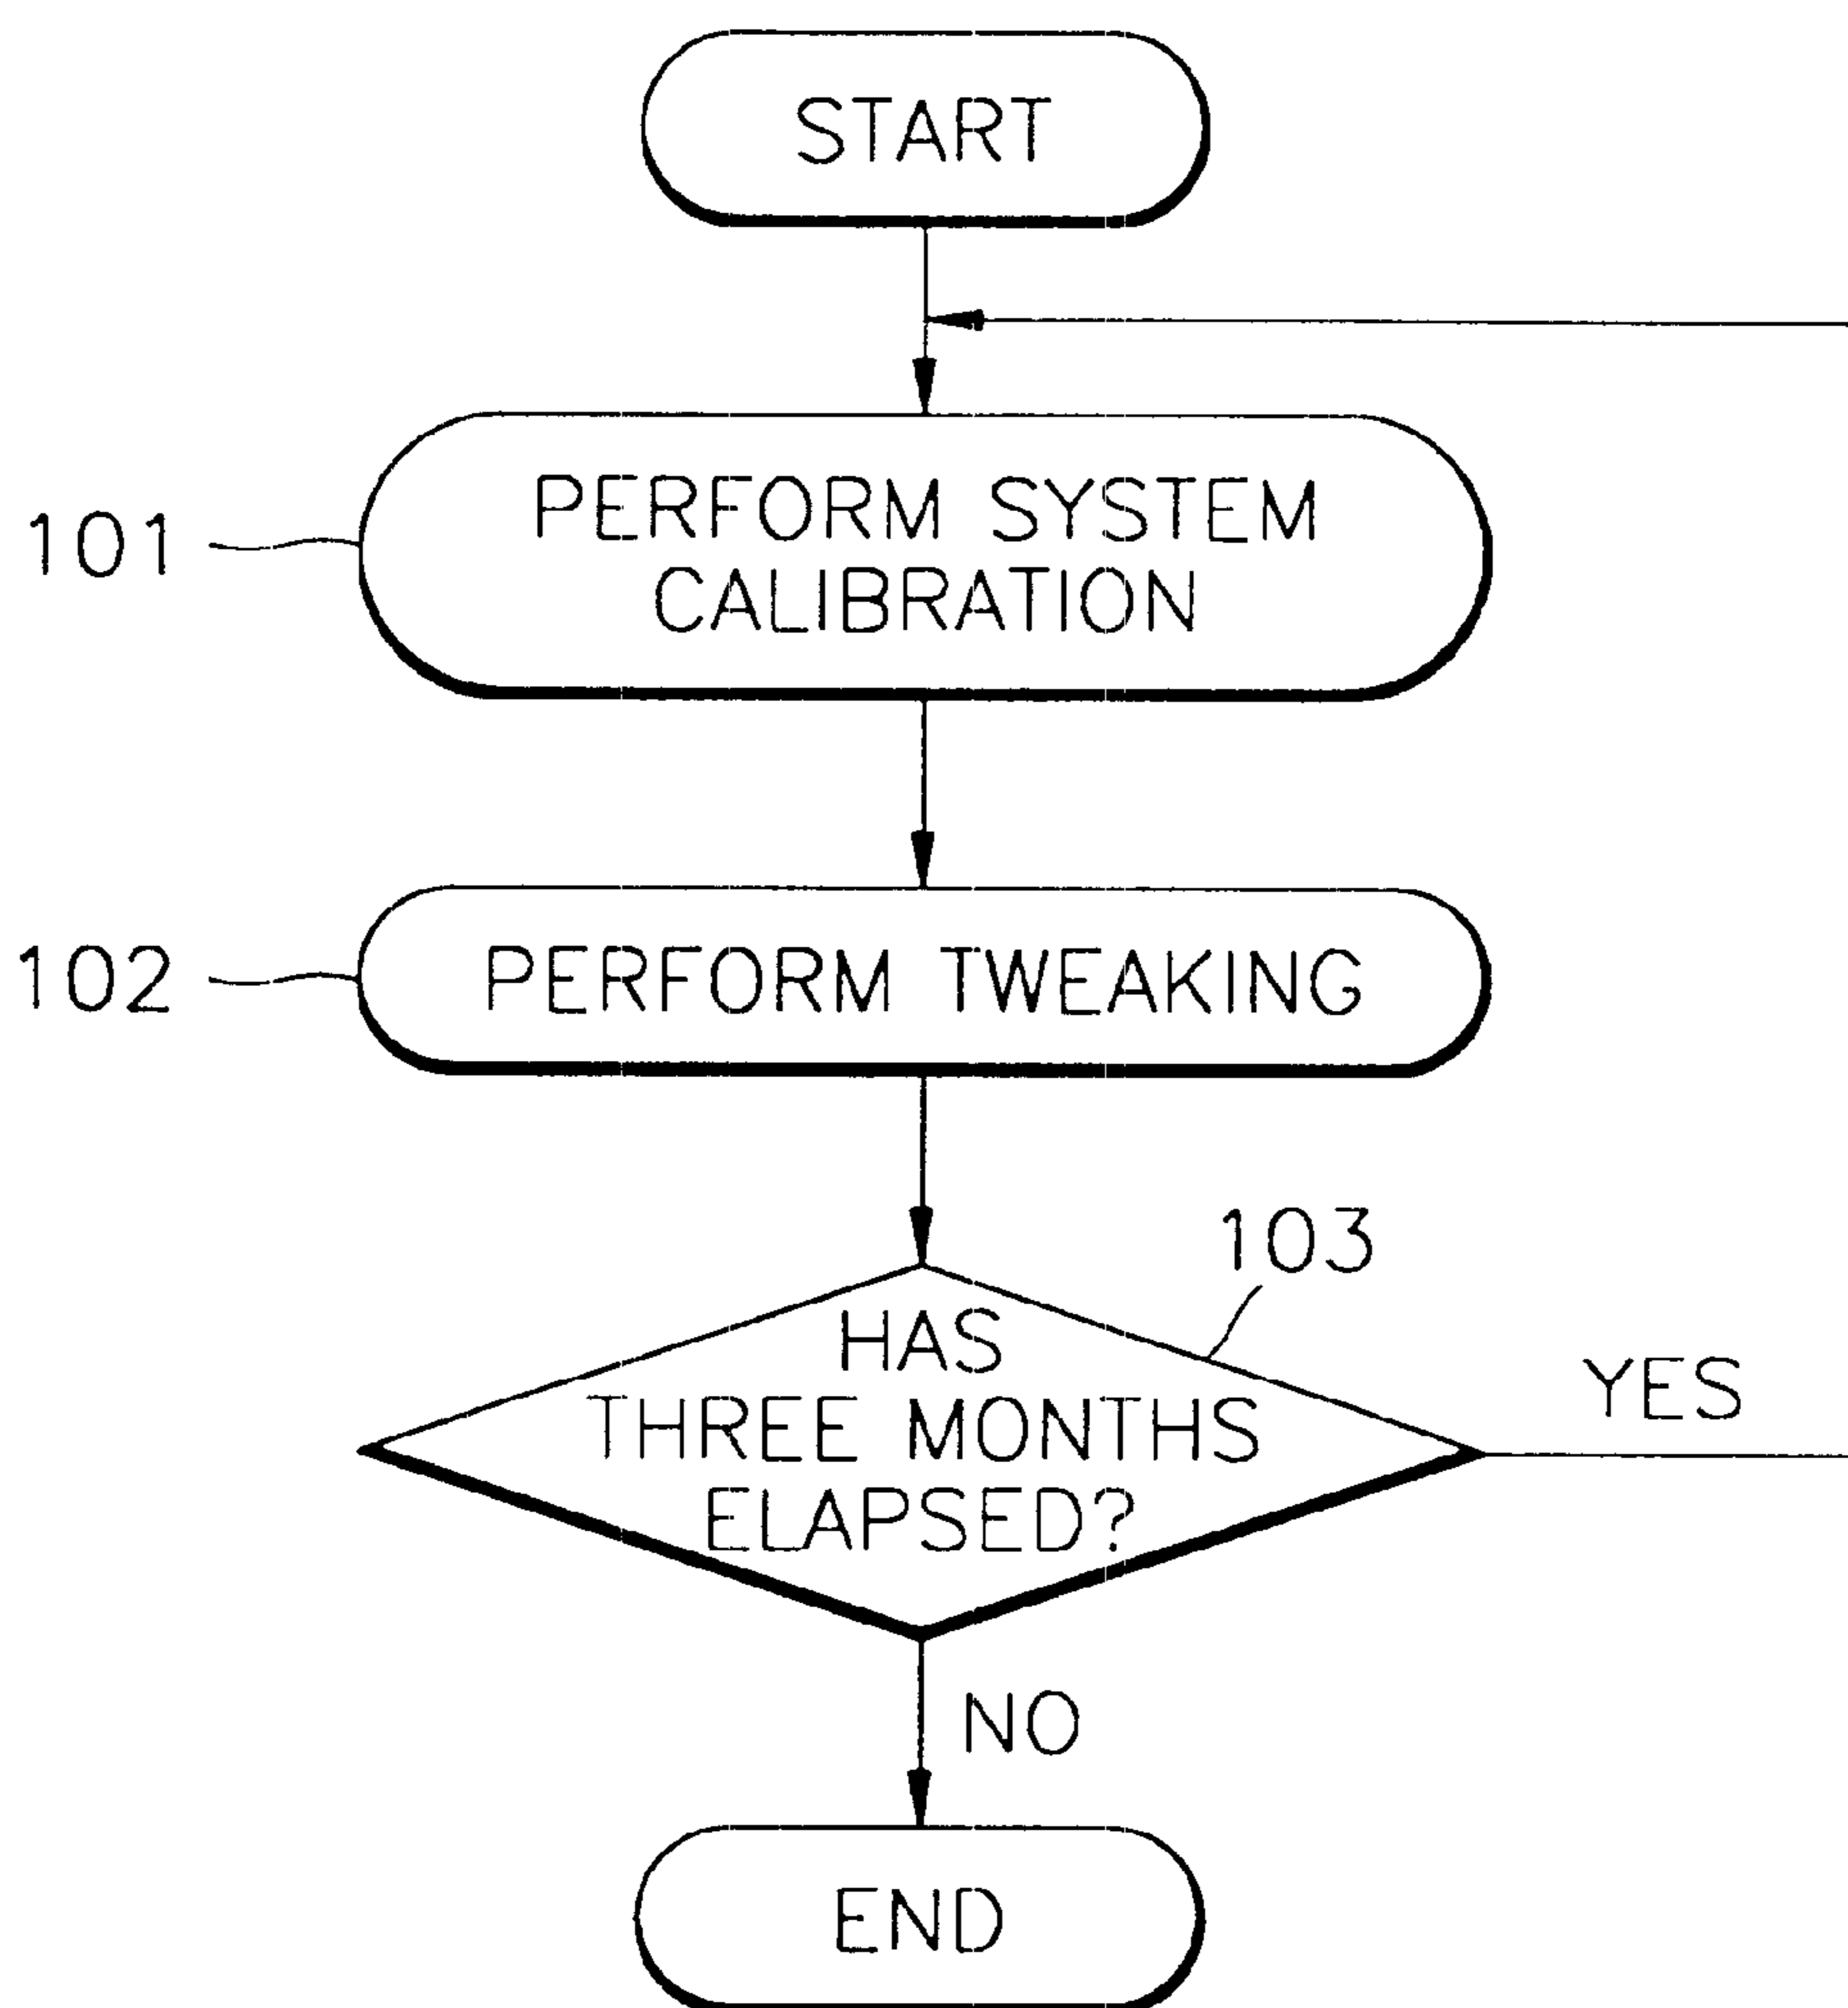 START
101
PERFORM SYSTEM
CALIBRATION
102
PERFORM TWEAKING
103
HAS
THREE MONTHS
ELAPSED?
YES
NO
END